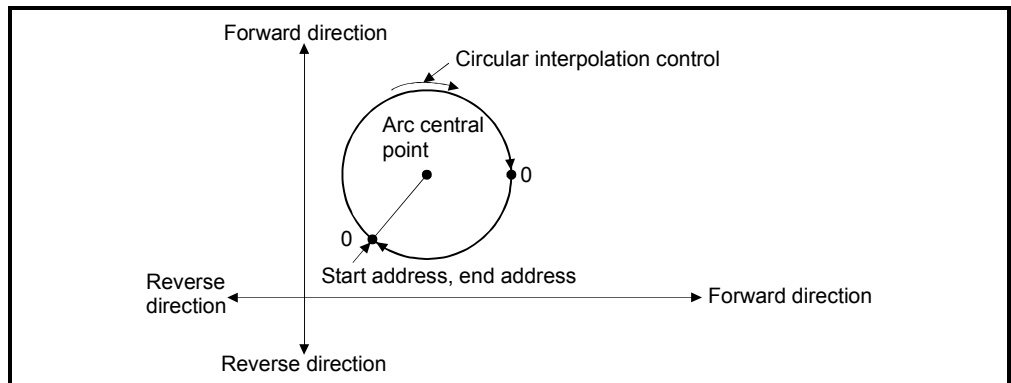 Forward direction
Circular interpolation control
Arc central
point
0
0
Start address, end address
Reverse
direction
Forward direction
Reverse direction